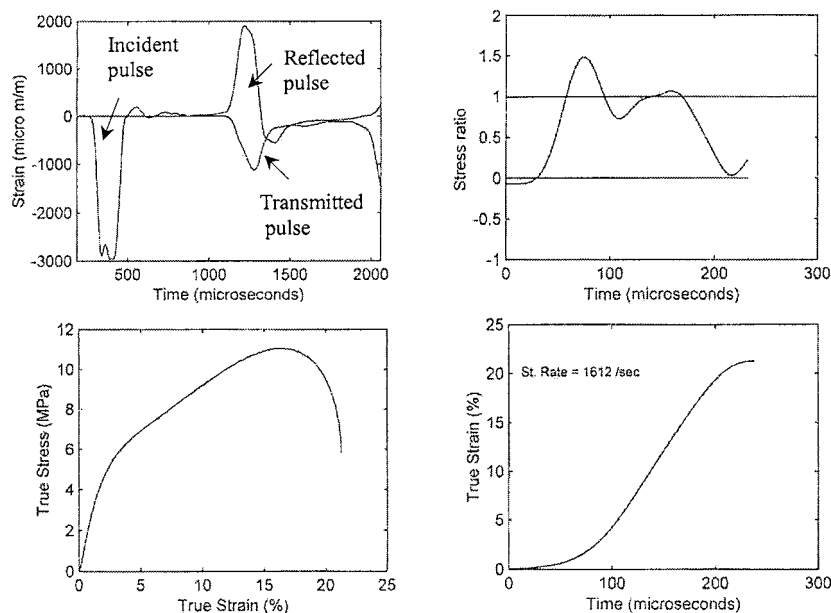 2000
1000
0
-1000
-2000
-3000
Strain (micro m/m)
500
1000
1500
2000
Time (microseconds)
Incident
pulse
Reflected
pulse
Transmitted
pulse
2
1.5
1
0.5
0
-0.5
-1
Stress ratio
0
100
200
300
Time (microseconds)
12
10
8
6
4
2
0
True Stress (MPa)
0
5
10
15
20
25
True Strain (%)
25
20
15
10
5
0
True Strain (%)
St. Rate = 1612 /sec
0
100
200
300
Time (microseconds)